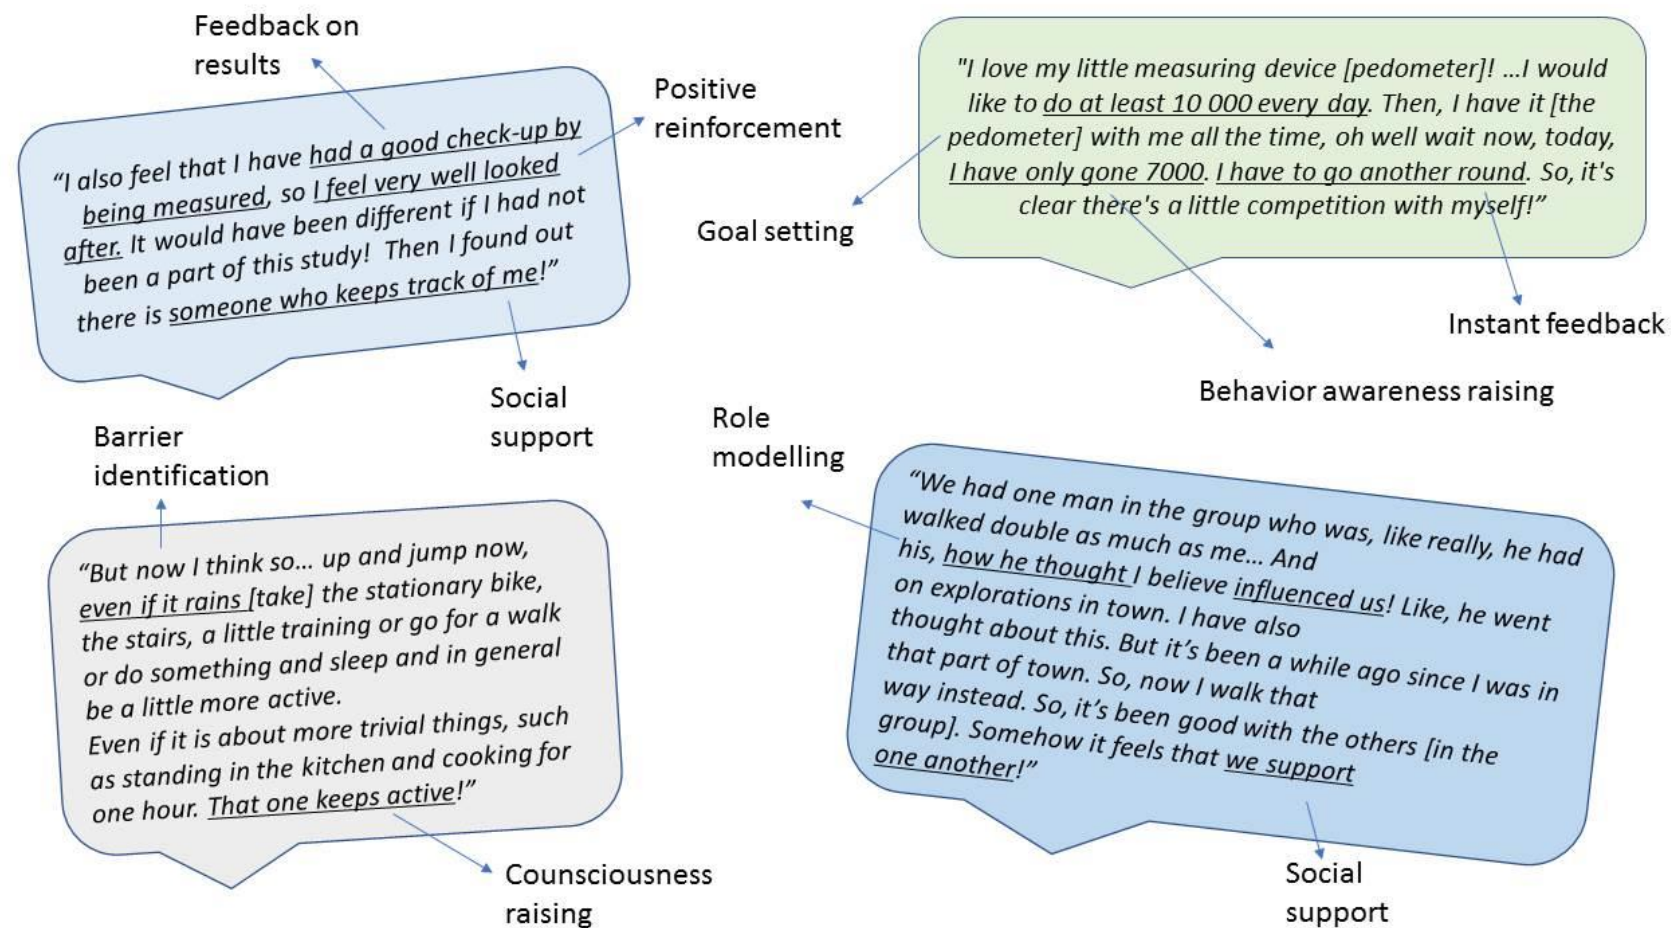 Feedback on
results
Positive
reinforcement
“I also feel that I have had a good check-up by
being measured, so I feel very well looked
after. It would have been different if I had not
been a part of this study!  Then I found out
there is someone who keeps track of me!”
Social
support
"I love my little measuring device [pedometer]! …I would
like to do at least 10 000 every day. Then, I have it [the
pedometer] with me all the time, oh well wait now, today,
I have only gone 7000. I have to go another round. So, it's
clear there's a little competition with myself!”
Goal setting
Instant feedback
Behavior awareness raising
Barrier
identification
“But now I think so… up and jump now,
even if it rains [take] the stationary bike,
the stairs, a little training or go for a walk
or do something and sleep and in general
be a little more active.
Even if it is about more trivial things, such
as standing in the kitchen and cooking for
one hour. That one keeps active!”
Counsciousness
raising
Role
modelling
“We had one man in the group who was, like really, he had
walked double as much as me… And
his, how he thought I believe influenced us! Like, he went
on explorations in town. I have also
thought about this. But it’s been a while ago since I was in
that part of town. So, now I walk that
way instead. So, it’s been good with the others [in the
group]. Somehow it feels that we support
one another!”
Social
support